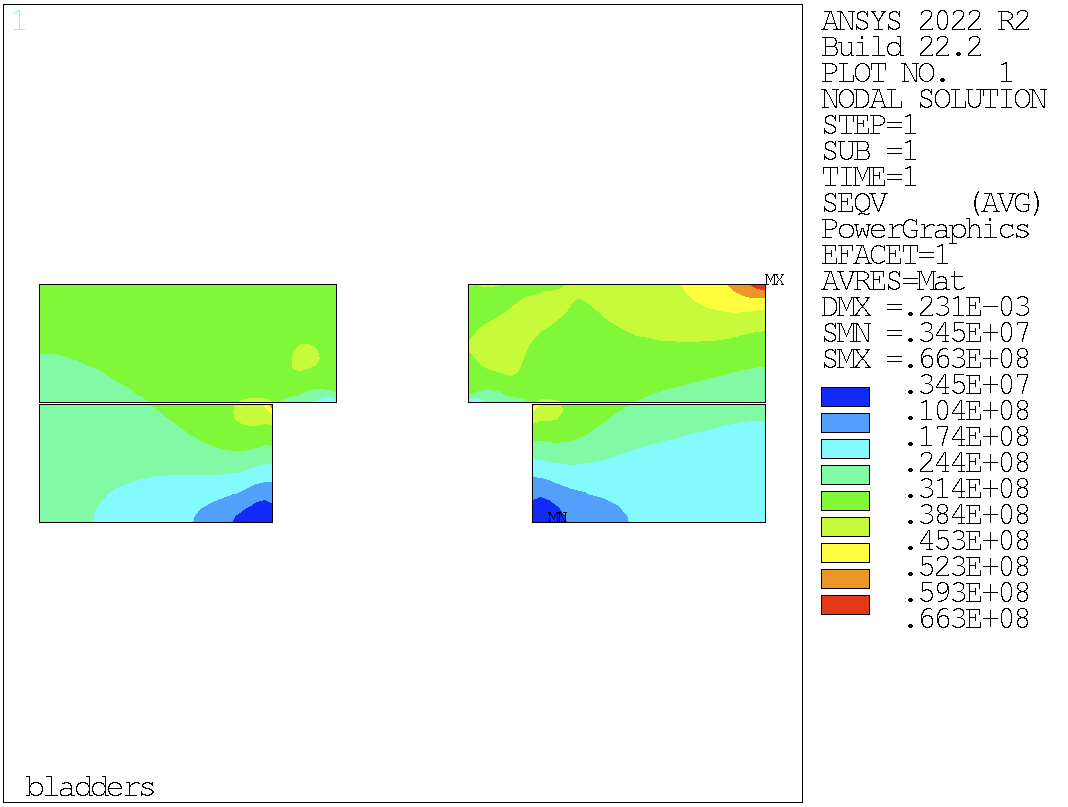 1
ANSYS 2022 R2
Build 22.2
PLOT NO.   1
NODAL SOLUTION
STEP=1
SUB =1
TIME=1
SEQV     (AVG)
PowerGraphics
EFACET=1
AVRES=Mat
DMX =.231E-03
SMN =.345E+07
SMX =.663E+08
.345E+07
.104E+08
.174E+08
.244E+08
.314E+08
.384E+08
.453E+08
.523E+08
.593E+08
.663E+08
MX
MN
bladders